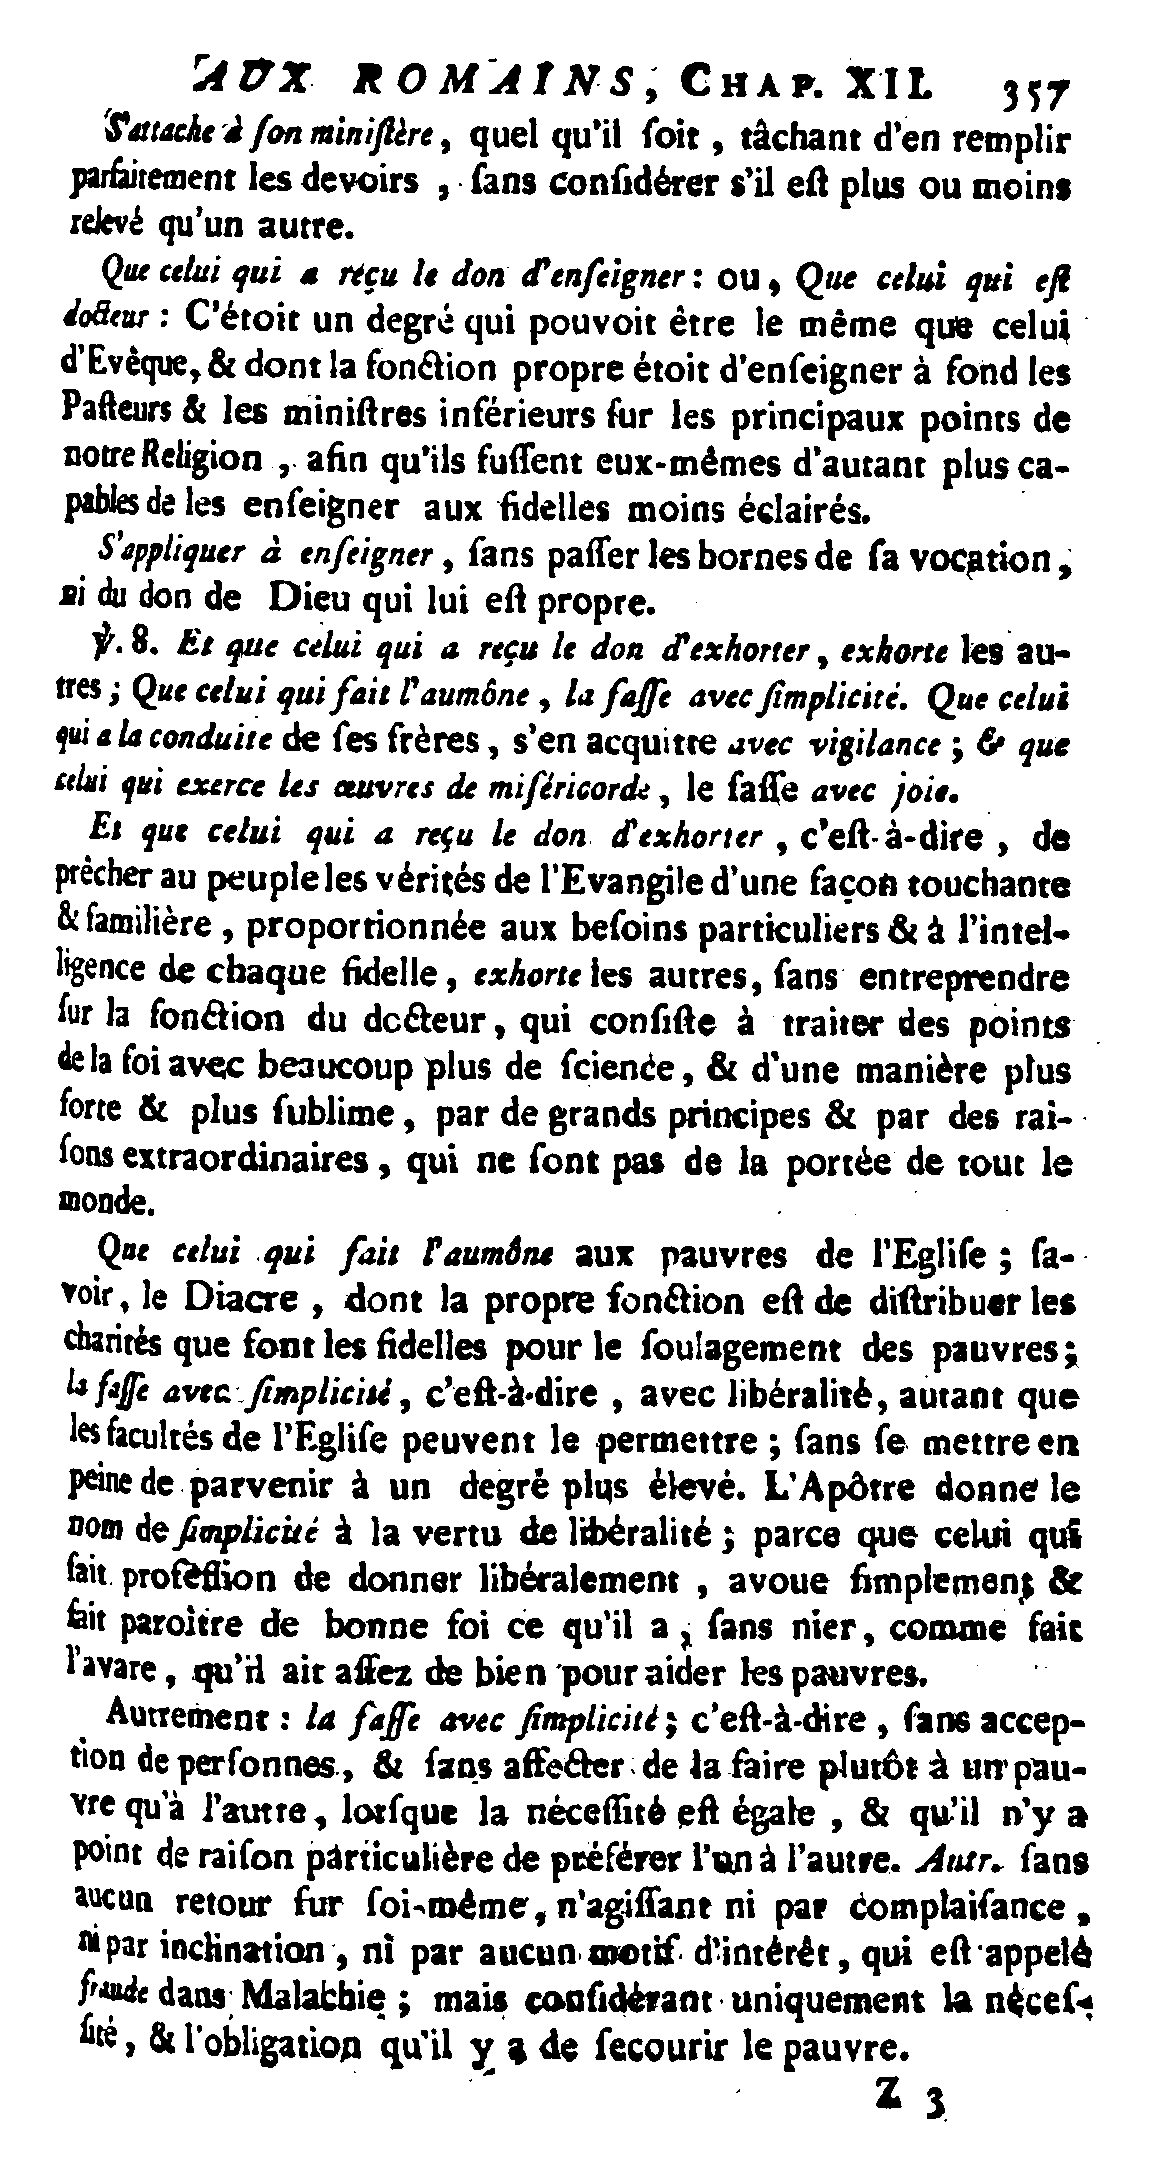 AUX ROMAINS, CHAP. XII. 357
S'attache à ſon miniſtère, quel qu'il ſoit, tâchant d'en remplir
parfaitement les devoirs, ſans conſidérer s'il eſt plus ou moins
relevé qu'un autre.
Que celui qui a reçu le don d'enſeigner: ou, Que celui qui eſt
docteur : C'étoit un degré qui pouvoit être le même que celui
d'Evêque, & dont la fonction propre étoit d'enſeigner à fond les
Paſteurs & les miniſtres inférieurs ſur les principaux points de
notre Religion, afin qu'ils fuſſent eux-mêmes d'autant plus ca-
pables de les enſeigner aux fidelles moins éclairés.
S'appliquer à enſeigner, ſans paſſer les bornes de ſa vocation,
ni du don de Dieu qui lui eſt propre.
℣. 8. Et que celui qui a reçu le don d'exhorter, exhorte les au-
tres ; Que celui qui fait l'aumône, la faſſe avec ſimplicité. Que celui
qui a la conduite de ſes frères, s'en acquitte avec vigilance ; & que
celui qui exerce les œuvres de miſéricorde, le faſſe avec joie.
Et que celui qui a reçu le don d'exhorter, c'eſt-à-dire, de
prêcher au peuple les vérités de l'Evangile d'une façon touchante
& familière, proportionnée aux beſoins particuliers & à l'intel-
ligence de chaque fidelle, exhorte les autres, ſans entreprendre
ſur la fonction du docteur, qui conſiſte à traiter des points
de la foi avec beaucoup plus de ſcience, & d'une manière plus
forte & plus ſublime, par de grands principes & par des rai-
ſons extraordinaires, qui ne ſont pas de la portée de tout le
monde.
Que celui qui fait l'aumône aux pauvres de l'Egliſe ; ſa-
voir, le Diacre, dont la propre fonction eſt de diſtribuer les
charités que font les fidelles pour le ſoulagement des pauvres;
la faſſe avec ſimplicité, c'eſt-à-dire, avec libéralité, autant que
les facultés de l'Egliſe peuvent le permettre ; ſans ſe mettre en
peine de parvenir à un degré plus élevé. L'Apôtre donne le
nom de ſimplicité à la vertu de libéralité ; parce que celui qui
fait profeſſion de donner libéralement, avoue ſimplement &
fait paroître de bonne foi ce qu'il a, ſans nier, comme fait
l'avare, qu'il ait aſſez de bien pour aider les pauvres.
Autrement : la faſſe avec ſimplicité; c'eſt-à-dire, ſans accep-
tion de perſonnes, & ſans affecter de la faire plutôt à un pau-
vre qu'à l'autre, lorſque la néceſſité eſt égale, & qu'il n'y a
point de raiſon particulière de préférer l'un à l'autre. Autr. ſans
aucun retour ſur ſoi-même, n'agiſſant ni par complaiſance,
ni par inclination, ni par aucun motif d'intérêt, qui eſt appelé
fraude dans Malachie ; mais conſidérant uniquement la néceſ-
ſité, & l'obligation qu'il y a de ſecourir le pauvre.
Z 3